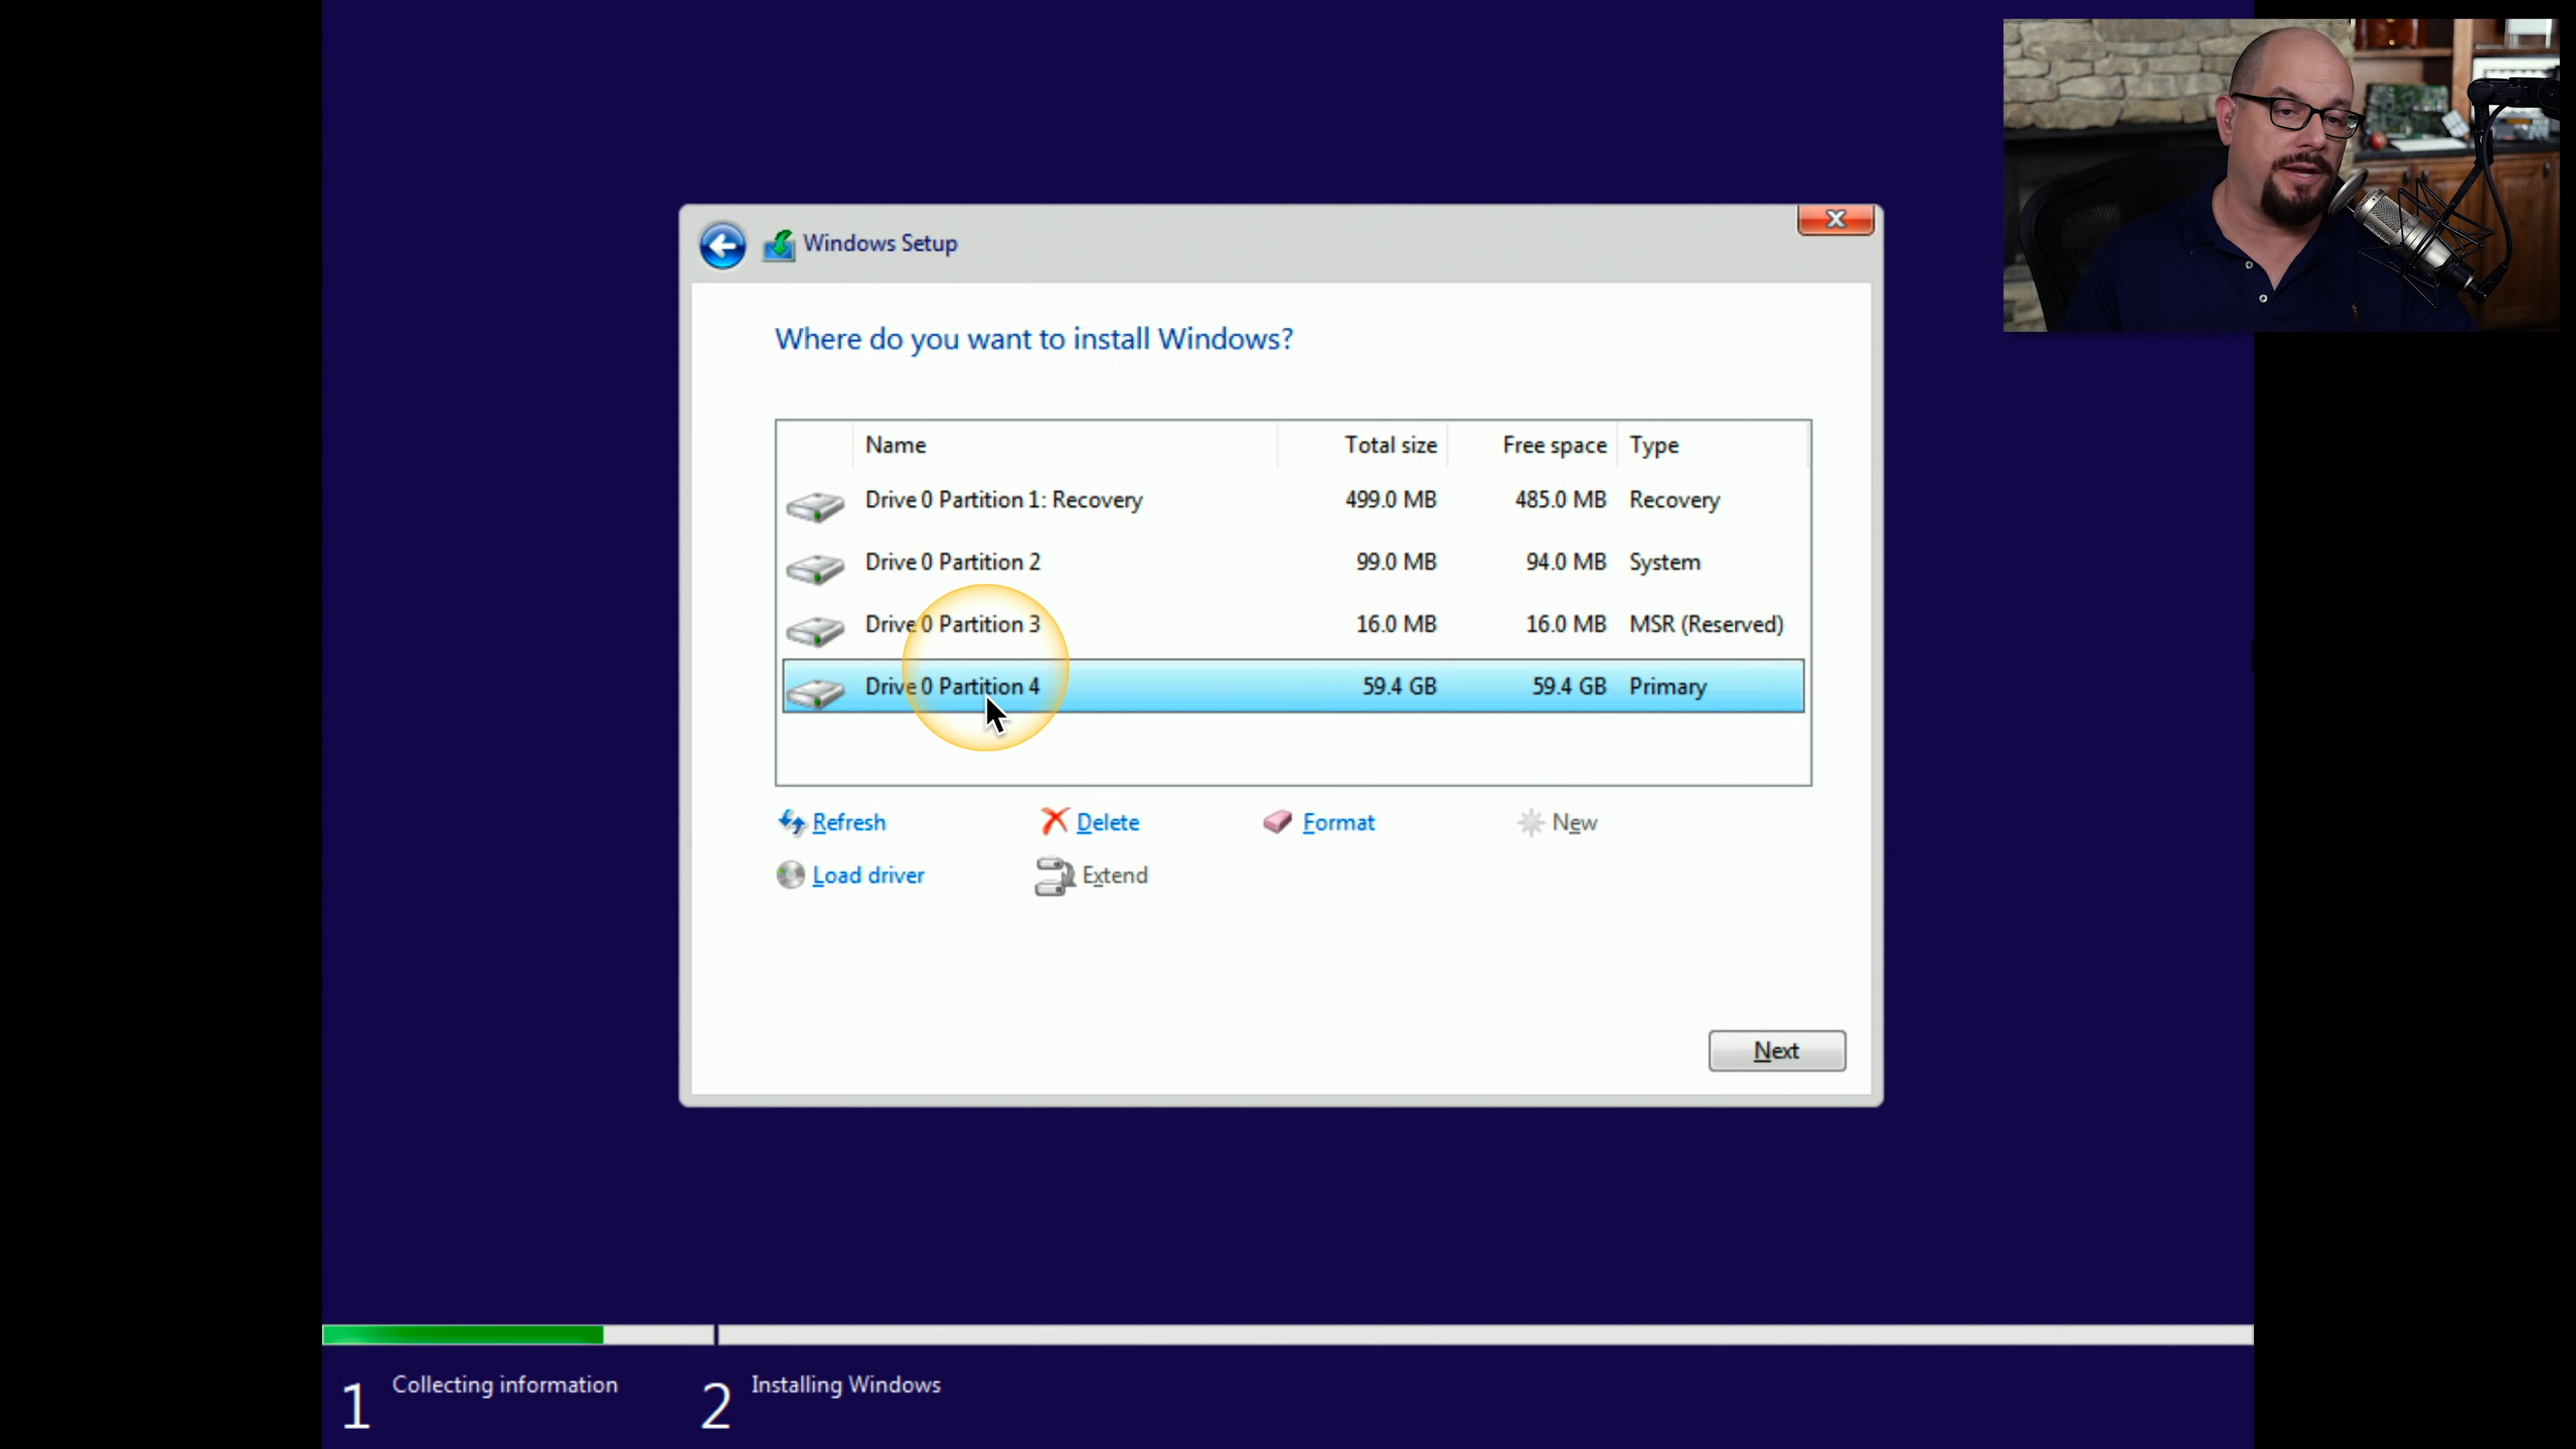 Windows Setup
Where do you want to install Windows?
Name Total size Free space Type
Drive 0 Partition 1: Recovery 499.0 MB 485.0 MB Recovery
Drive 0 Partition 2 99.0 MB 94.0 MB System
Drive 0 Partition 3 16.0 MB 16.0 MB MSR (Reserved)
Drive 0 Partition 4 59.4 GB 59.4 GB Primary
Refresh Delete Format New
Load driver Extend
Next
1 Collecting information 2 Installing Windows